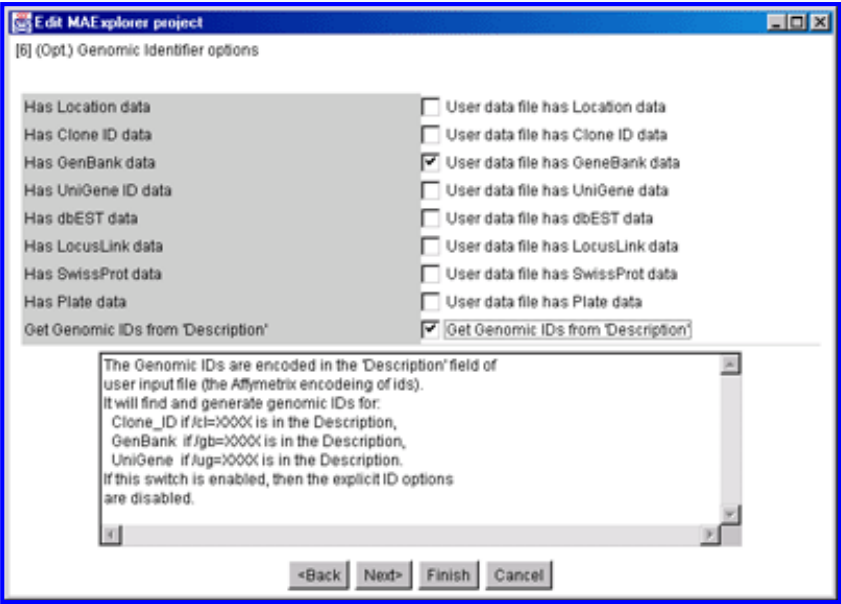 Edit MAExplorer project
[6] (Opt.) Genomic Identifier options
Has Location data User data file has Location data
Has Clone ID data User data file has Clone ID data
Has GenBank data User data file has GeneBank data
Has UniGene ID data User data file has UniGene data
Has dbEST data User data file has dbEST data
Has LocusLink data User data file has LocusLink data
Has SwissProt data User data file has SwissProt data
Has Plate data User data file has Plate data
Get Genomic IDs from 'Description' Get Genomic IDs from 'Description'
The Genomic IDs are encoded in the 'Description' field of
user input file (the Affymetrix encodeing of ids).
It will find and generate genomic IDs for:
Clone_ID if /cl=XXXX is in the Description,
GenBank if /gb=XXXX is in the Description,
UniGene if /ug=XXXX is in the Description.
If this switch is enabled, then the explicit ID options
are disabled.
<Back Next> Finish Cancel